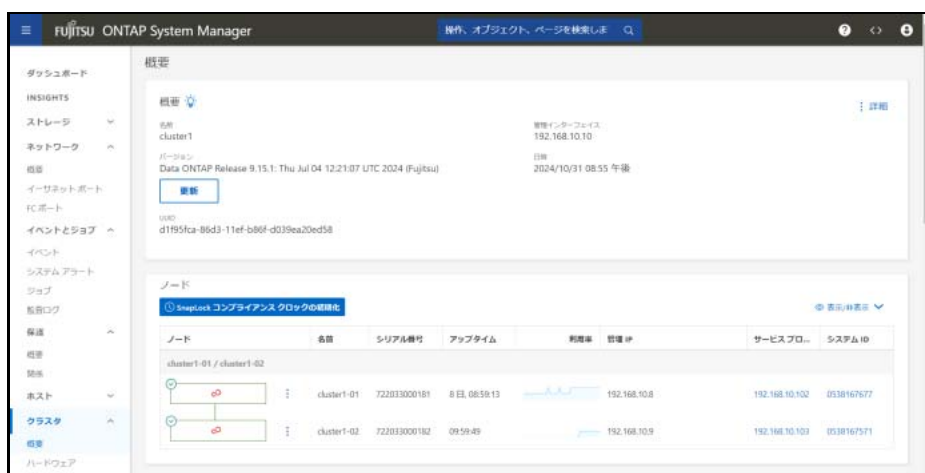 FUJITSU ONTAP System Manager
操作、オブジェクト、ページを検索しま
概要
ダッシュボード
INSIGHTS
ストレージ
ネットワーク
概要
イーサネット ポート
FC ポート
イベントとジョブ
イベント
システム アラート
ジョブ
監査ログ
保護
概要
関係
ホスト
クラスタ
概要
ハードウェア
概要
詳細
名前
cluster1
管理インターフェイス
192.168.10.10
バージョン
Data ONTAP Release 9.15.1: Thu Jul 04 12:21:07 UTC 2024 (Fujitsu)
日時
2024/10/31 08:55 午後
更新
UUID
d1f95fca-86d3-11ef-b86f-d039ea20ed58
ノード
SnapLock コンプライアンス クロックの初期化
表示/非表示
ノード 名前 シリアル番号 アップタイム 利用率 管理 IP サービス プロ... システム ID
cluster1-01 / cluster1-02
cluster1-01 722033000181 8 日, 08:59:13 192.168.10.8 192.168.10.102 0538167677
cluster1-02 722033000182 09:59:49 192.168.10.9 192.168.10.103 0538167571